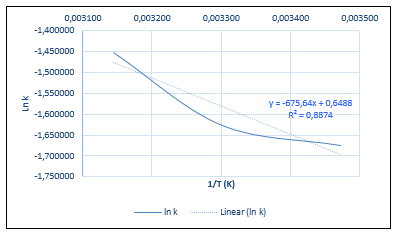 0,003100 0,003200 0,003300 0,003400 0,003500
-1,400000
-1,450000
-1,500000
-1,550000
-1,600000
-1,650000
-1,700000
-1,750000
Ln k
y = -675,64x + 0,6488
R² = 0,8874
1/T (K)
ln k Linear (ln k)